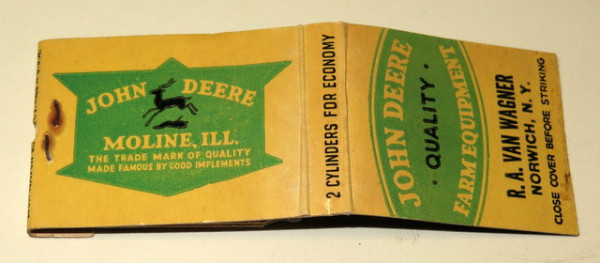 JOHN DEERE
MOLINE, ILL.
THE TRADE MARK OF QUALITY
MADE FAMOUS BY GOOD IMPLEMENTS
2 CYLINDERS FOR ECONOMY
JOHN DEERE
• QUALITY •
FARM EQUIPMENT
R. A. VAN WAGNER
NORWICH, N. Y.
CLOSE COVER BEFORE STRIKING